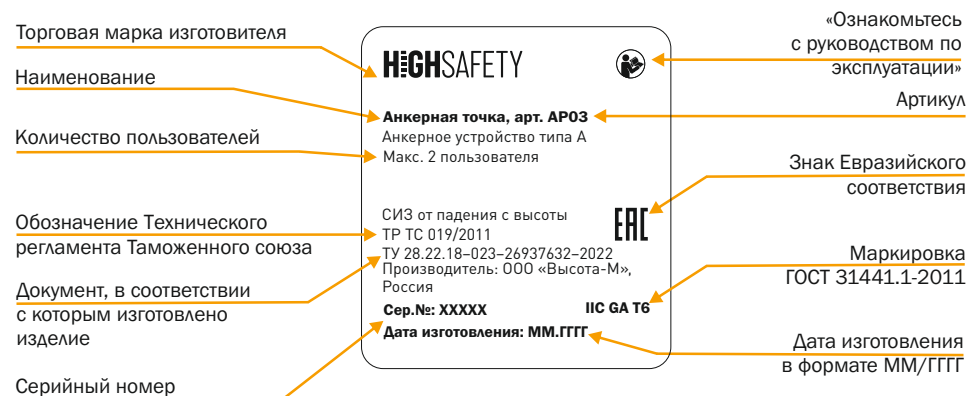 Торговая марка изготовителя
Наименование
Количество пользователей
Обозначение Технического
регламента Таможенного союза
Документ, в соответствии
с которым изготовлено
изделие
Серийный номер
HIGHSAFETY
Анкерная точка, арт. AP03
Анкерное устройство типа А
Макс. 2 пользователя
СИЗ от падения с высоты
ТР ТС 019/2011
ТУ 28.22.18–023–26937632–2022
Производитель: ООО «Высота-М»,
Россия
EAC
Сер.№: XXXXX
IIC GA T6
Дата изготовления: ММ.ГГГГ
«Ознакомьтесь
с руководством по
эксплуатации»
Артикул
Знак Евразийского
соответствия
Маркировка
ГОСТ 31441.1-2011
Дата изготовления
в формате ММ/ГГГГ